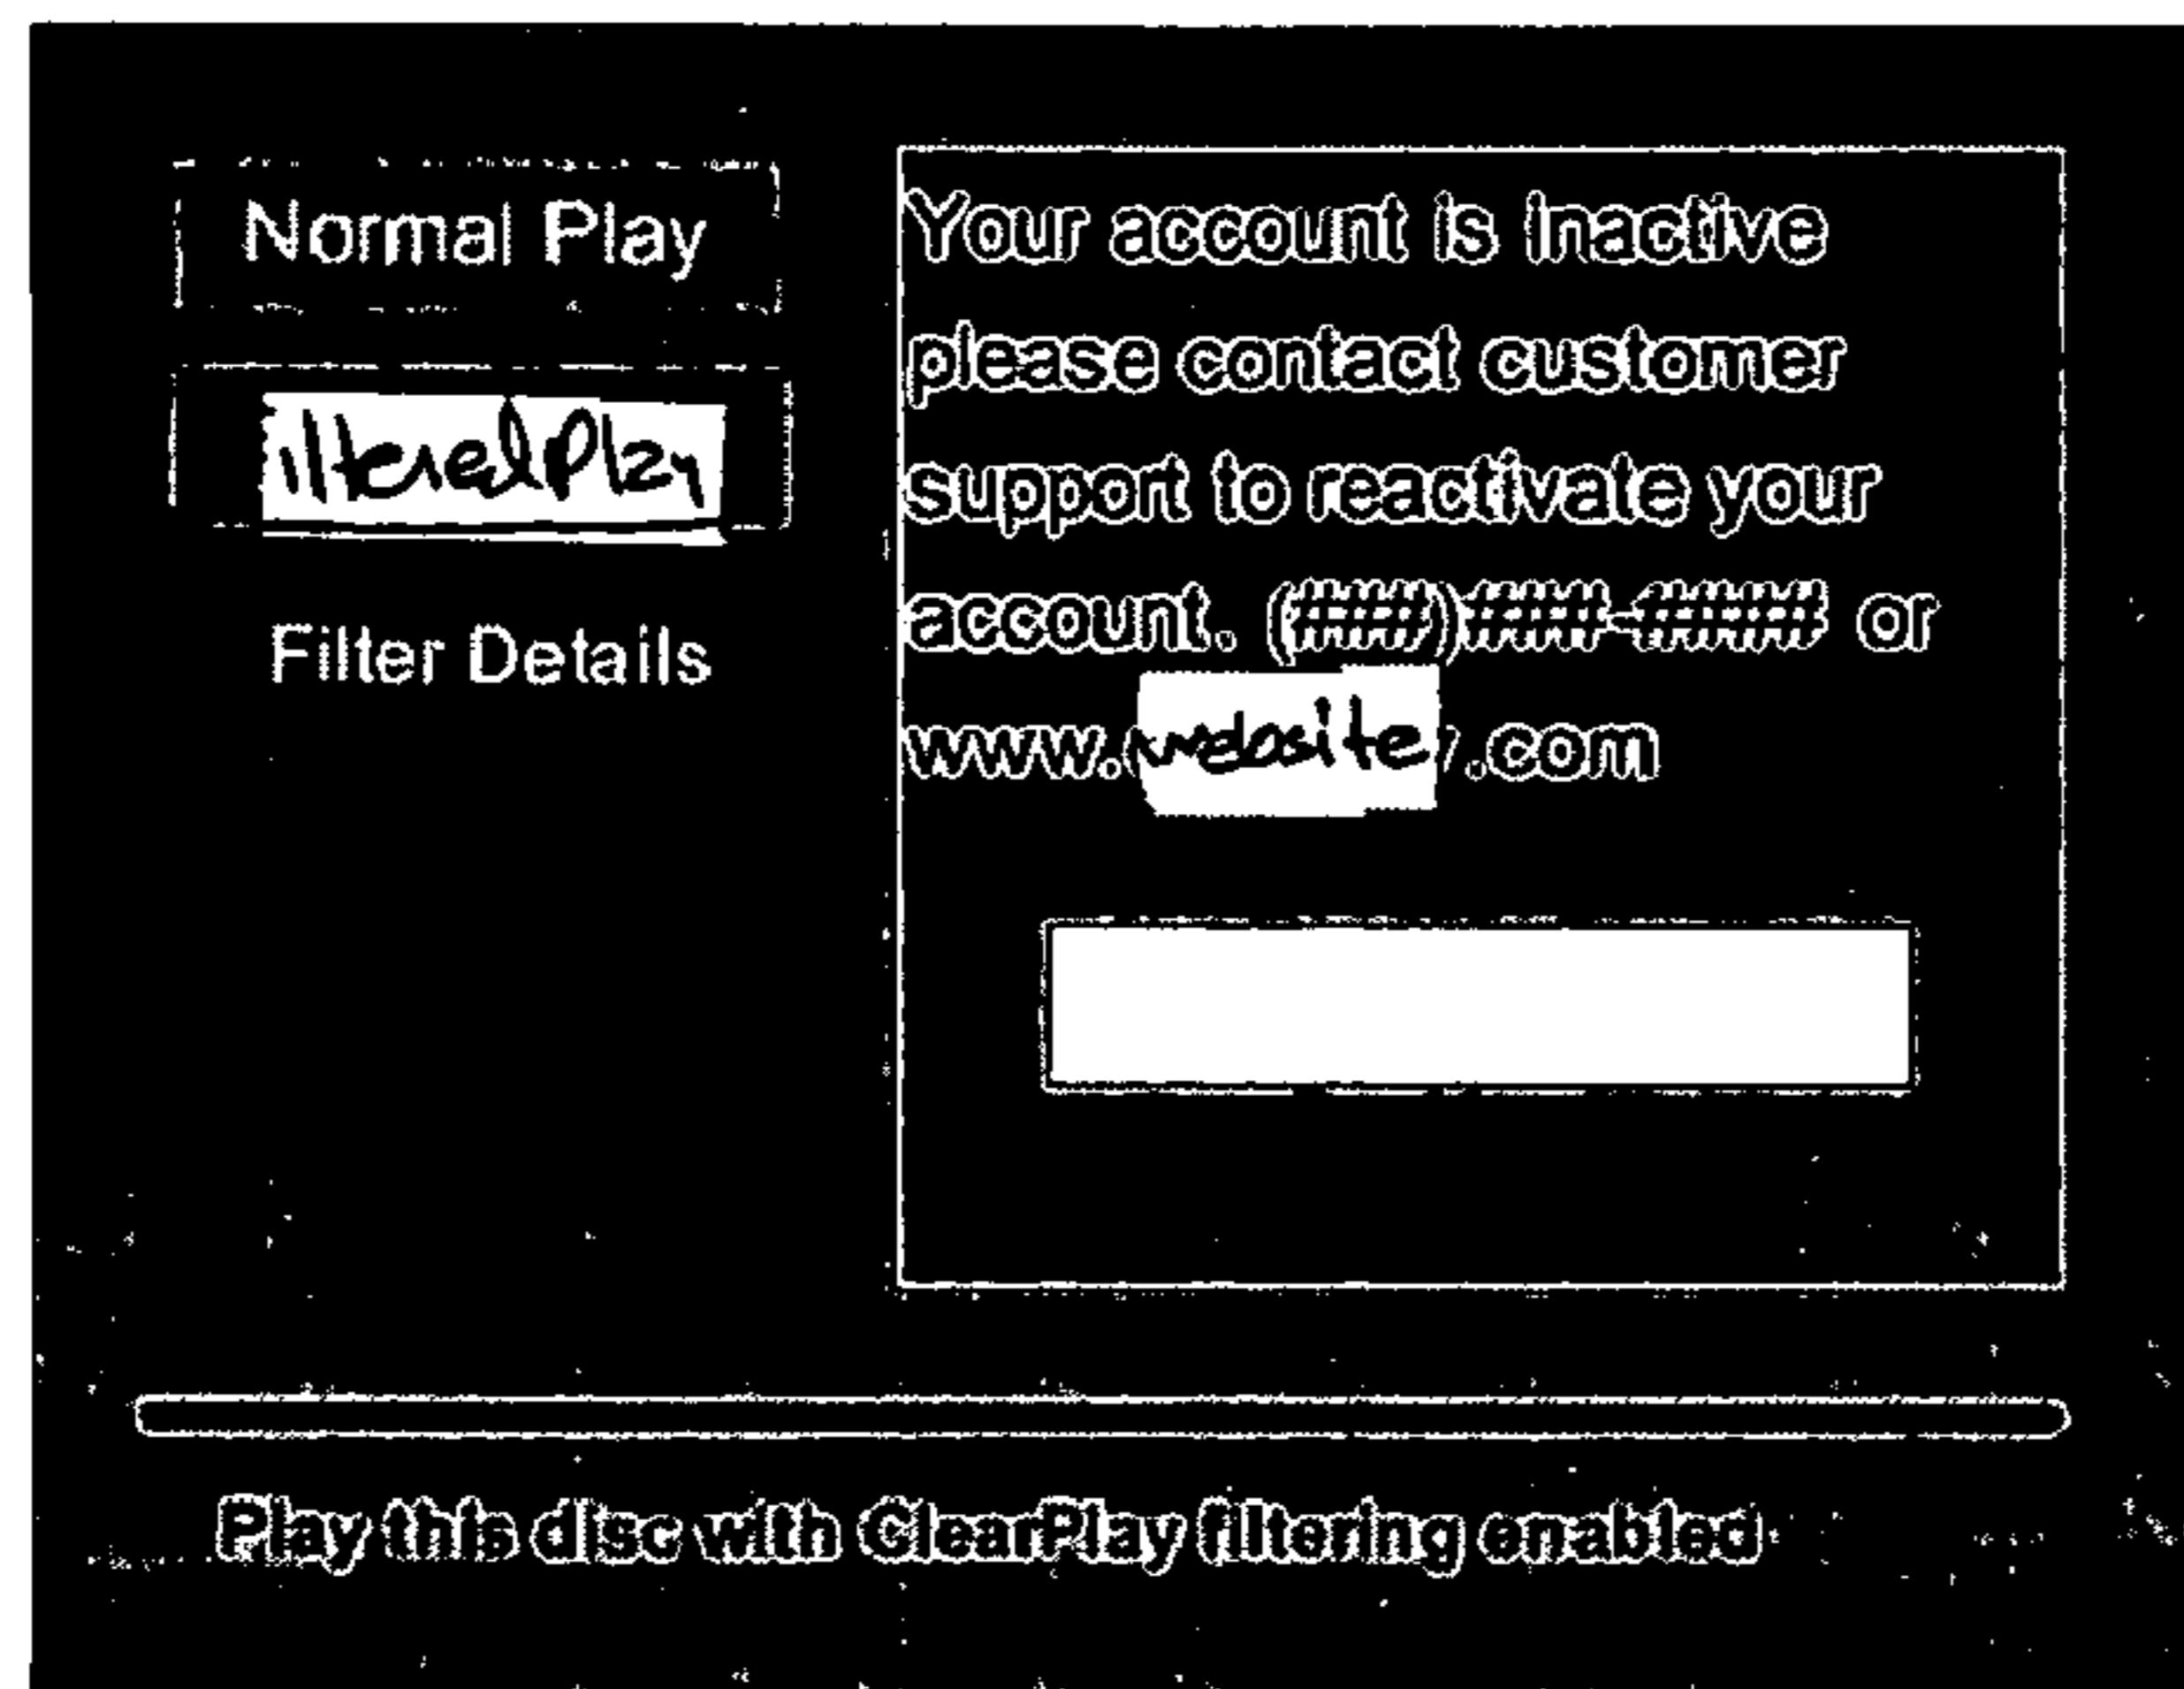 Normal Play
ilteredPlay
Filter Details
Your account is inactive
please contact customer
support to reactivate your
account. (###)###-#### or
www.website.com
Play this disc with ClearPlay filtering enabled